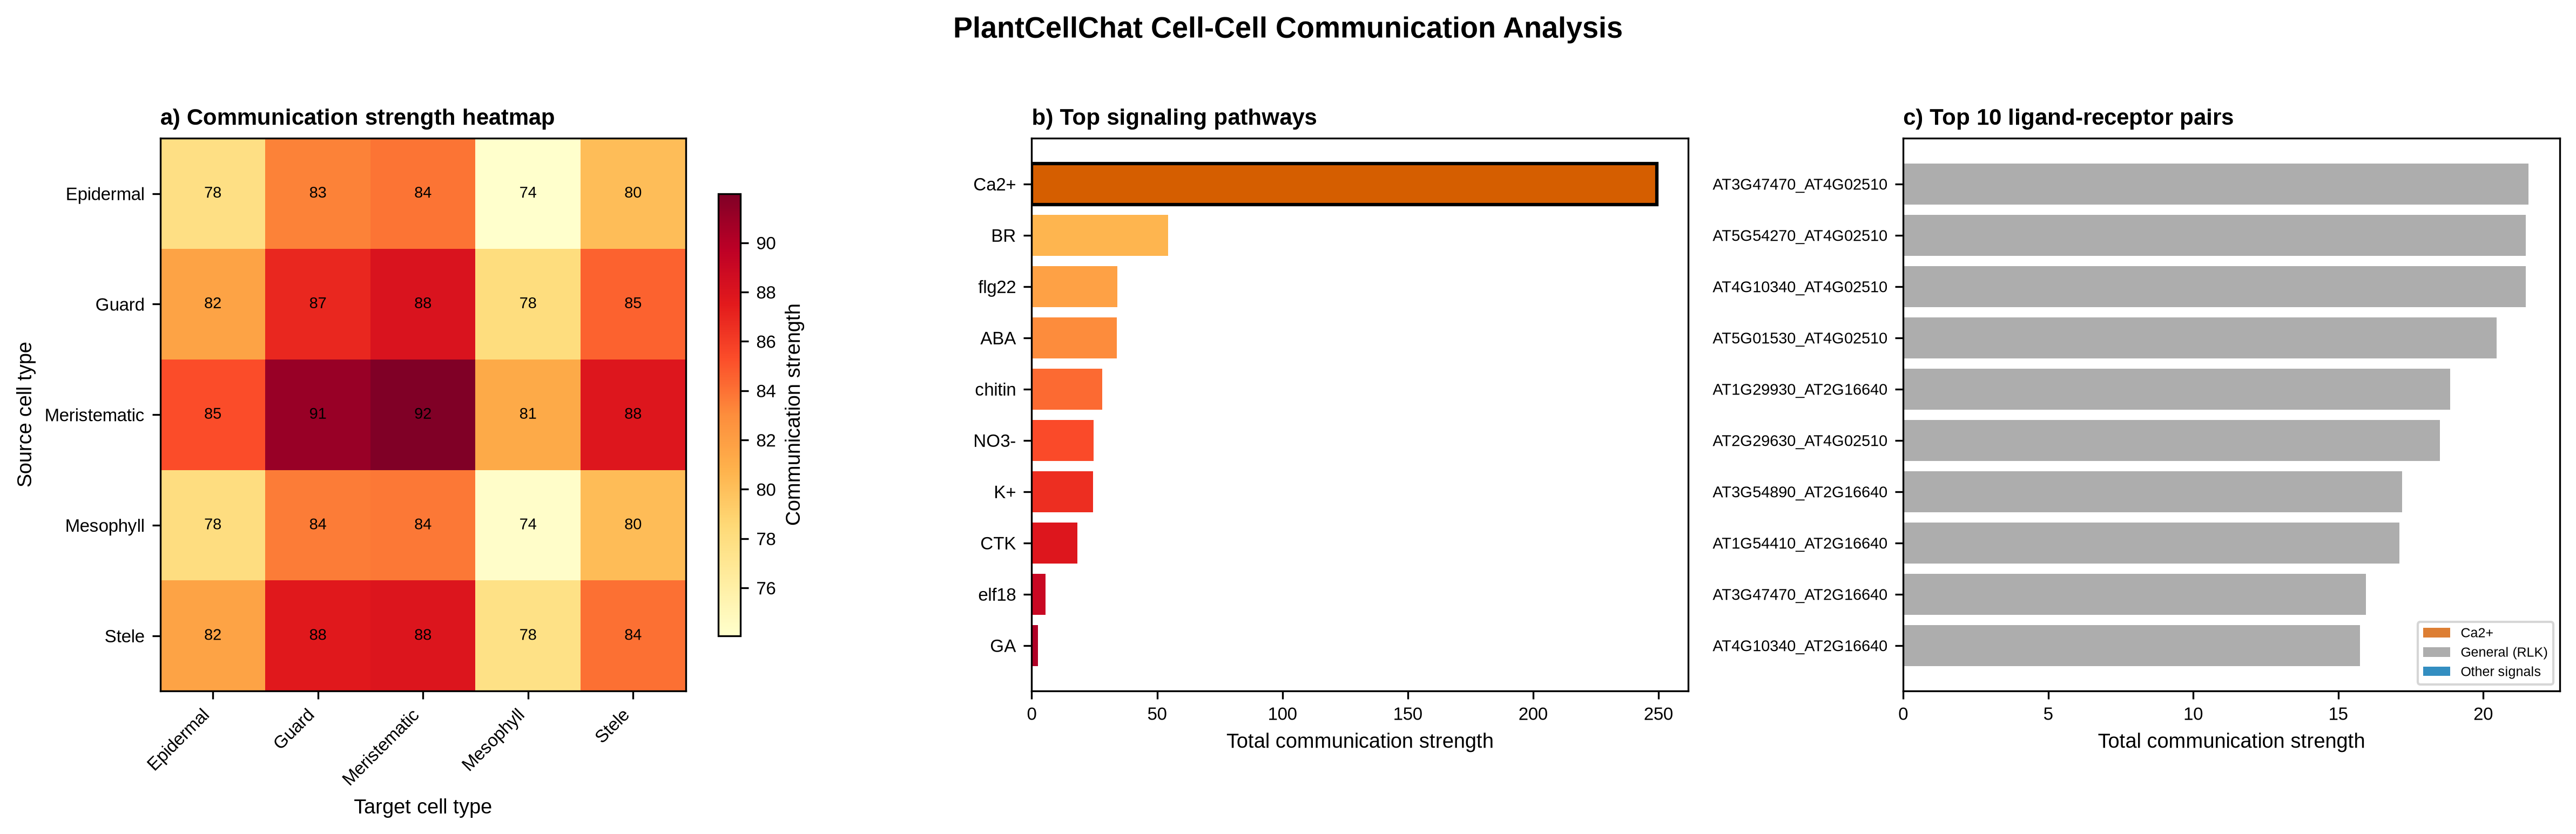 PlantCellChat Cell-Cell Communication Analysis
a) Communication strength heatmap
Source cell type
Epidermal 78 83 84 74 80
Guard 82 87 88 78 85
Meristematic 85 91 92 81 88
Mesophyll 78 84 84 74 80
Stele 82 88 88 78 84
Epidermal Guard Meristematic Mesophyll Stele
Target cell type
90
88
86
84
82
80
78
76
Communication strength
b) Top signaling pathways
Ca2+
BR
flg22
ABA
chitin
NO3-
K+
CTK
elf18
GA
0 50 100 150 200 250
Total communication strength
c) Top 10 ligand-receptor pairs
AT3G47470_AT4G02510
AT5G54270_AT4G02510
AT4G10340_AT4G02510
AT5G01530_AT4G02510
AT1G29930_AT2G16640
AT2G29630_AT4G02510
AT3G54890_AT2G16640
AT1G54410_AT2G16640
AT3G47470_AT2G16640
AT4G10340_AT2G16640
Ca2+
General (RLK)
Other signals
0 5 10 15 20
Total communication strength